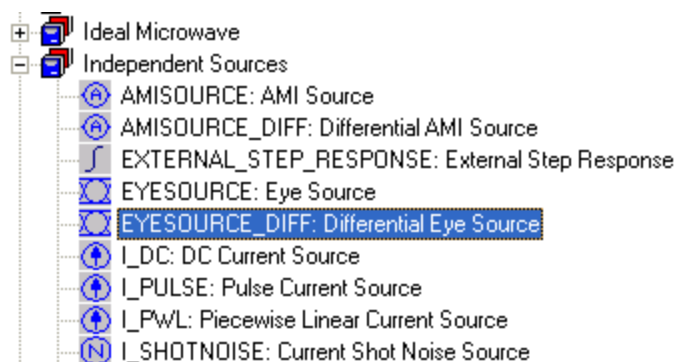 Ideal Microwave
Independent Sources
AMISOURCE: AMI Source
AMISOURCE_DIFF: Differential AMI Source
EXTERNAL_STEP_RESPONSE: External Step Response
EYESOURCE: Eye Source
EYESOURCE_DIFF: Differential Eye Source
I_DC: DC Current Source
I_PULSE: Pulse Current Source
I_PWL: Piecewise Linear Current Source
I_SHOTNOISE: Current Shot Noise Source